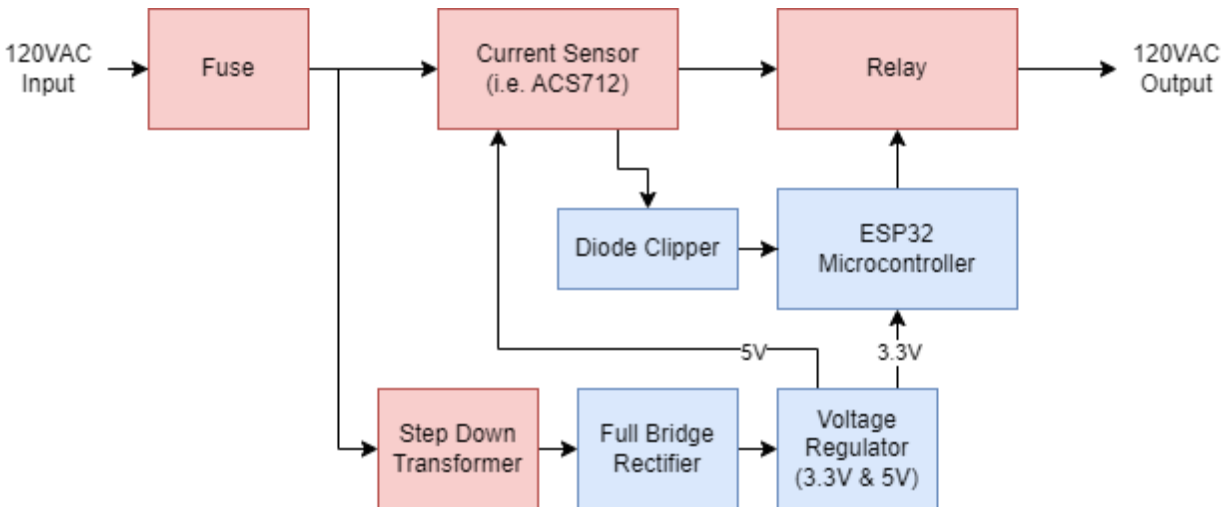 120VAC
Input
Fuse
Current Sensor
(i.e. ACS712)
Relay
120VAC
Output
Diode Clipper
ESP32
Microcontroller
5V
3.3V
Step Down
Transformer
Full Bridge
Rectifier
Voltage
Regulator
(3.3V & 5V)